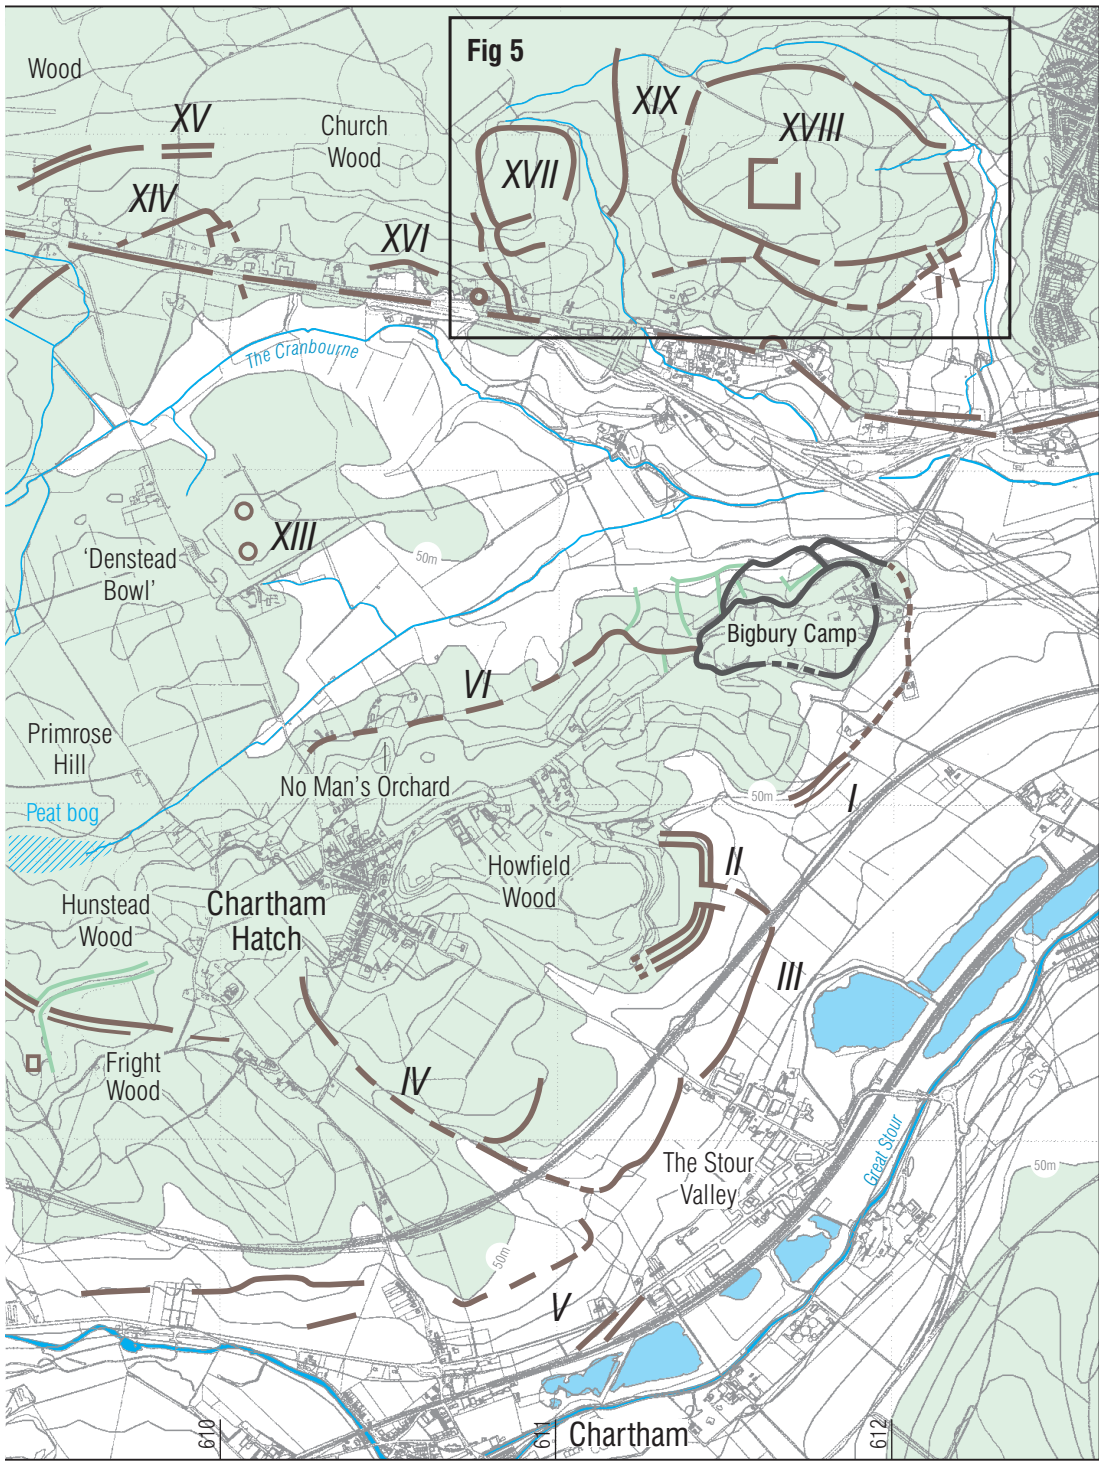 Fig 5
Wood
XV
Church
Wood
XIX
XVIII
XVII
XIV
XVI
The Cranbourne
XIII
50m
'Denstead
Bowl'
Bigbury Camp
VI
Primrose
Hill
No Man's Orchard
50m
I
Peat bog
Howfield
Wood
II
Hunstead
Wood
Chartham
Hatch
III
Fright
Wood
IV
Great Stour
The Stour
Valley
50m
50m
V
610
611
Chartham
612